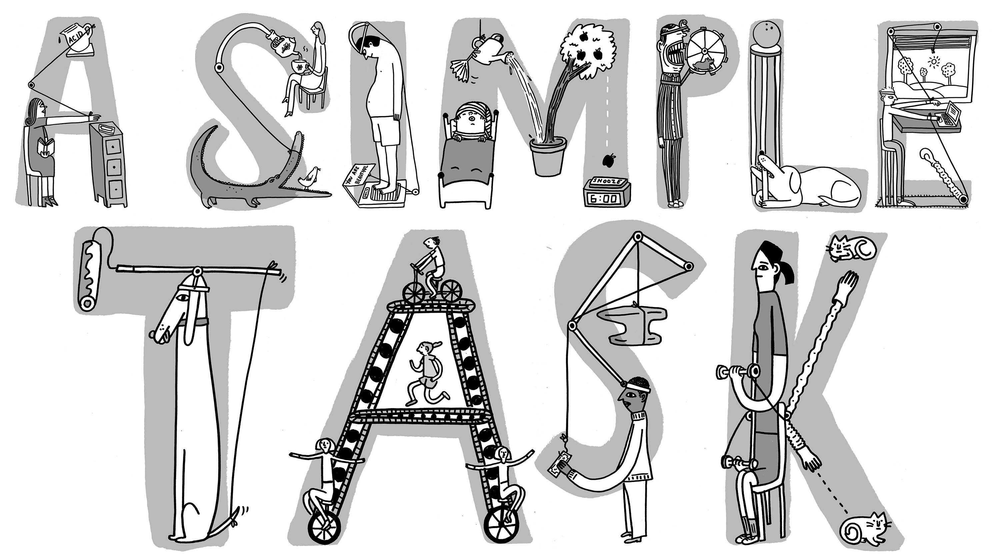 A SIMPLE
ACID
YOU ARE
BEAUTIFUL
SNOOZE
6:00
TASK